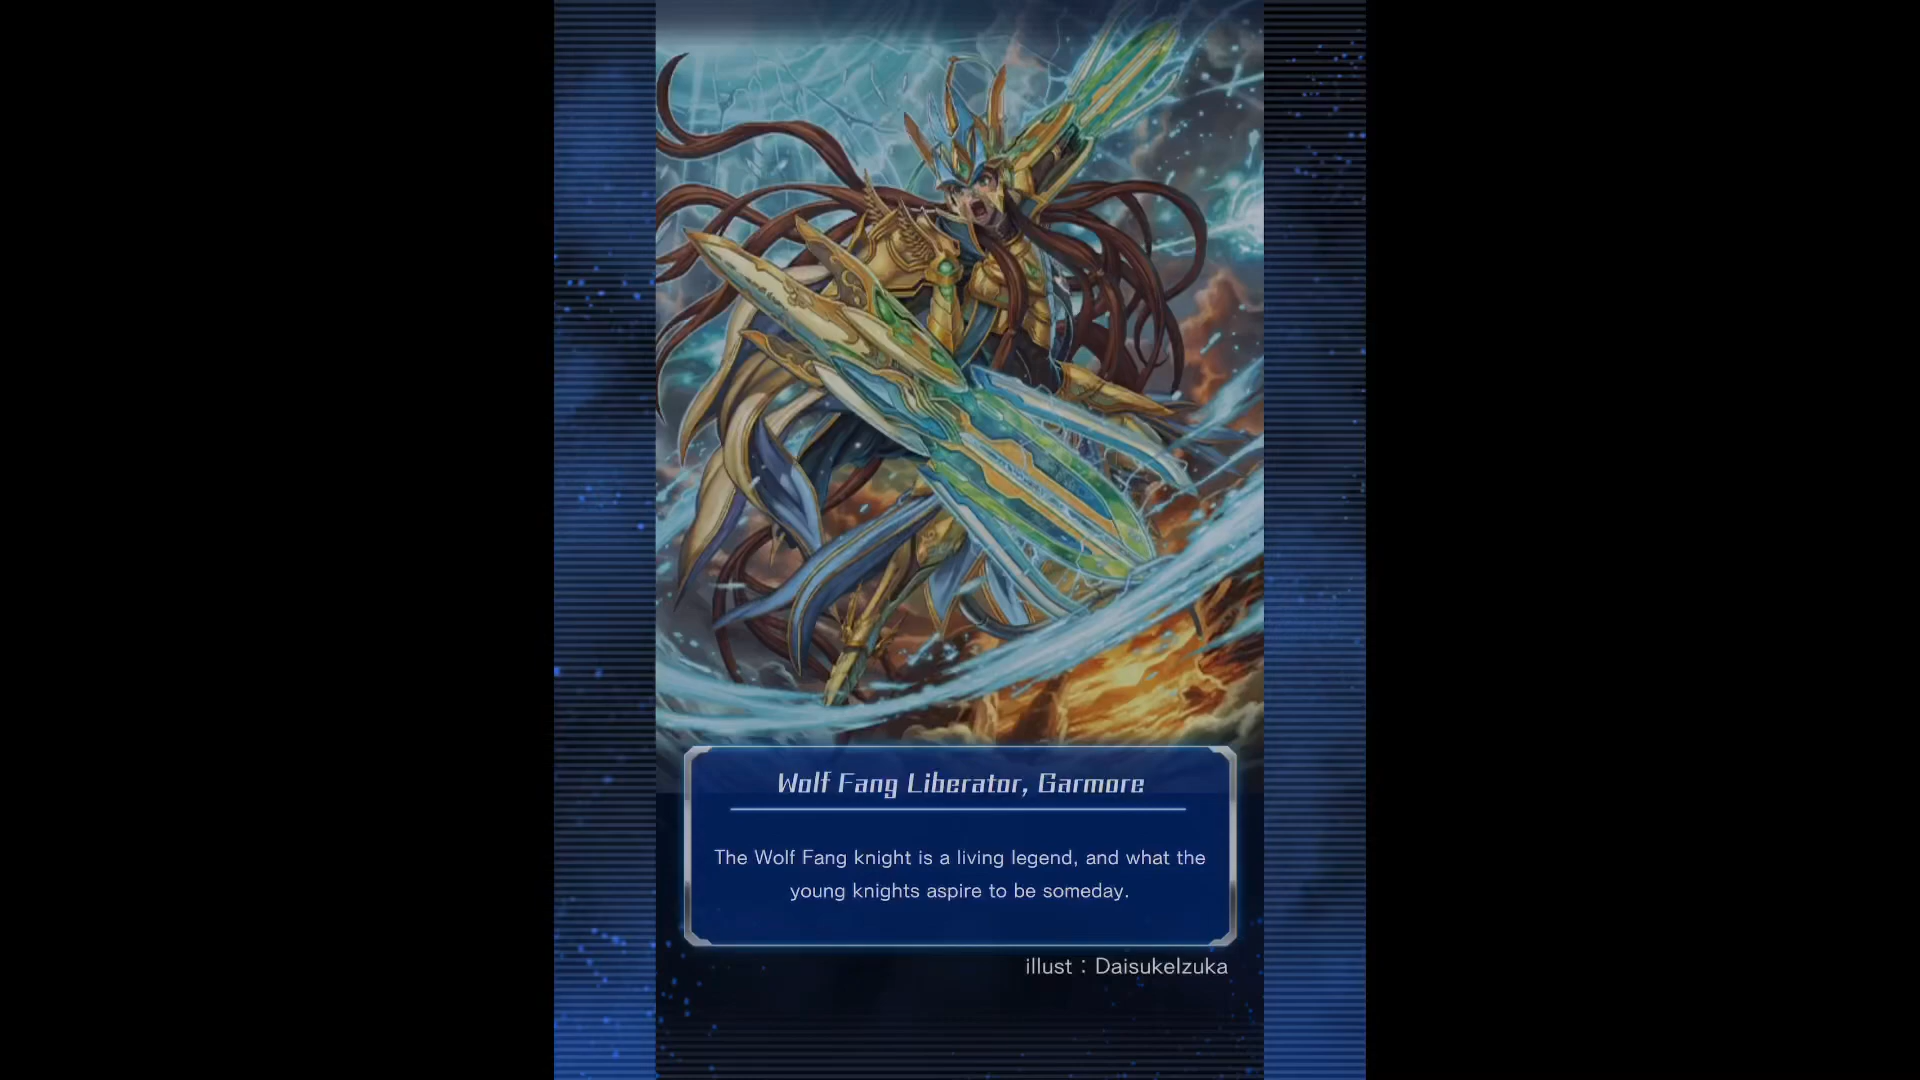 Wolf Fang Liberator, Garmore
The Wolf Fang knight is a living legend, and what the
young knights aspire to be someday.
illust：DaisukeIzuka